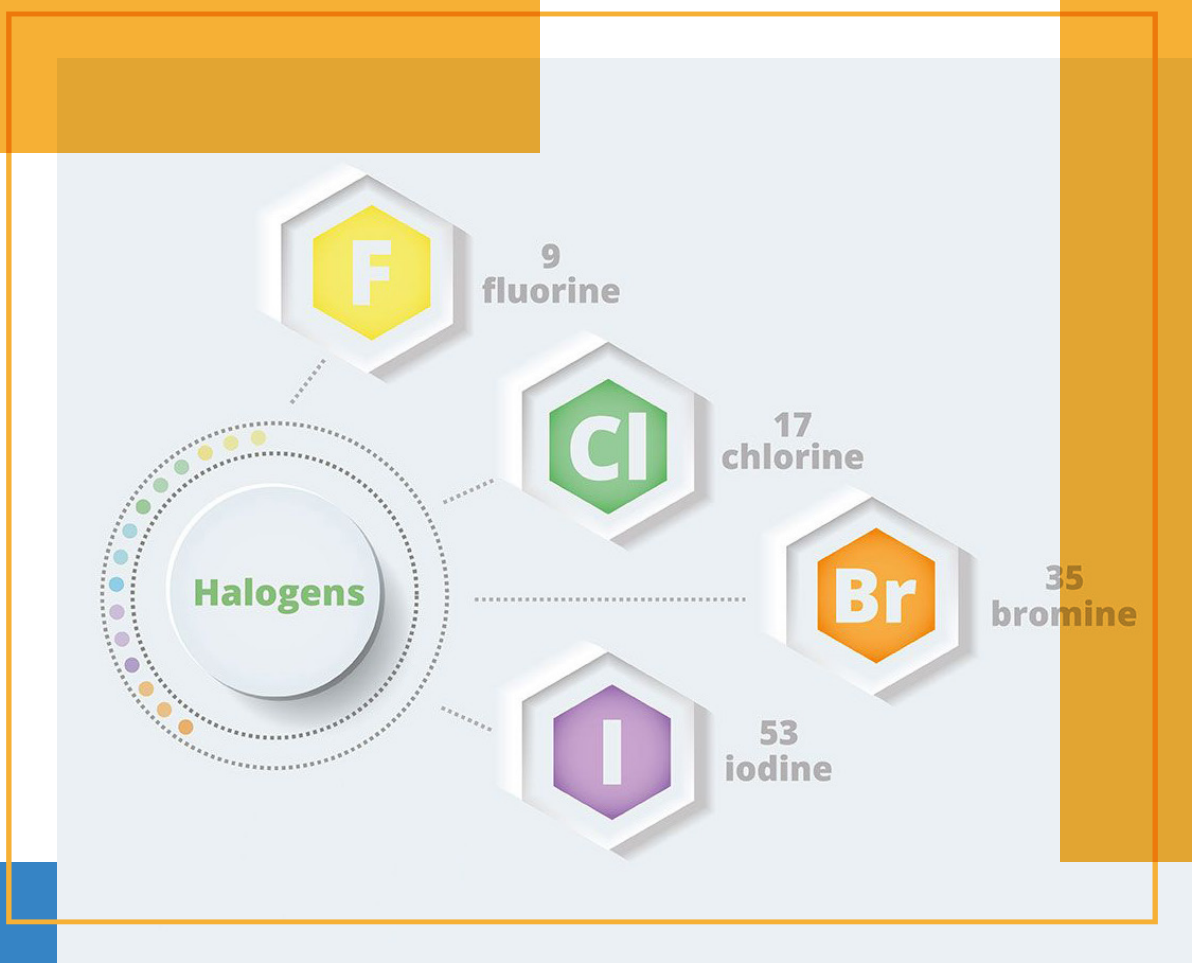 F
9
fluorine
Cl
17
chlorine
Br
35
bromine
Halogens
I
53
iodine